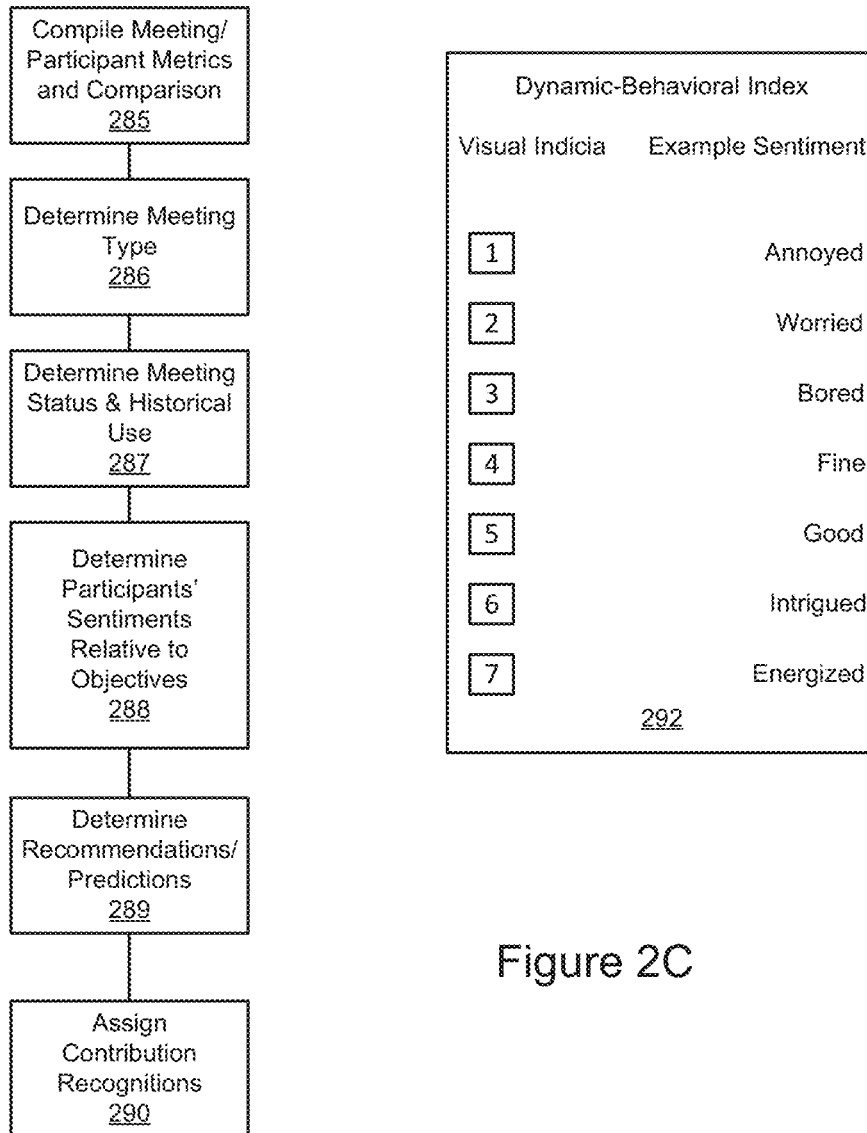 Compile Meeting/
Participant Metrics
and Comparison
285
Determine Meeting
Type
286
Determine Meeting
Status & Historical
Use
287
Determine
Participants'
Sentiments
Relative to
Objectives
288
Determine
Recommendations/
Predictions
289
Assign
Contribution
Recognitions
290
Dynamic-Behavioral Index
Visual Indicia Example Sentiment
1 Annoyed
2 Worried
3 Bored
4 Fine
5 Good
6 Intrigued
7 Energized
292
Figure 2C